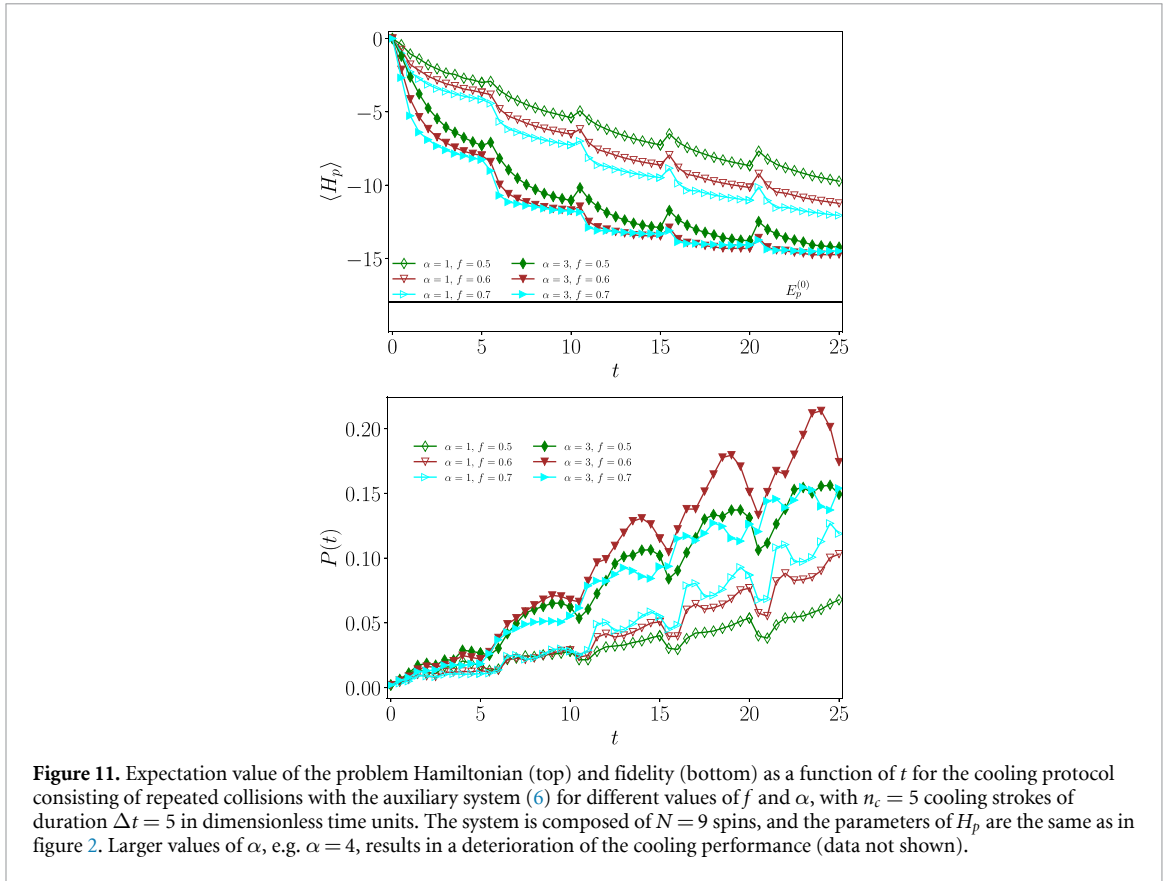 0
−5
−10
−15
⟨H_p⟩
α = 1, f = 0.5
α = 1, f = 0.6
α = 1, f = 0.7
α = 3, f = 0.5
α = 3, f = 0.6
α = 3, f = 0.7
E_p^{(0)}
0 5 10 15 20 25
t
0.20
0.15
0.10
0.05
0.00
P(t)
α = 1, f = 0.5
α = 1, f = 0.6
α = 1, f = 0.7
α = 3, f = 0.5
α = 3, f = 0.6
α = 3, f = 0.7
0 5 10 15 20 25
t
Figure 11. Expectation value of the problem Hamiltonian (top) and fidelity (bottom) as a function of t for the cooling protocol
consisting of repeated collisions with the auxiliary system (6) for different values of f and α, with n_c = 5 cooling strokes of
duration Δt = 5 in dimensionless time units. The system is composed of N = 9 spins, and the parameters of H_p are the same as in
figure 2. Larger values of α, e.g. α = 4, results in a deterioration of the cooling performance (data not shown).